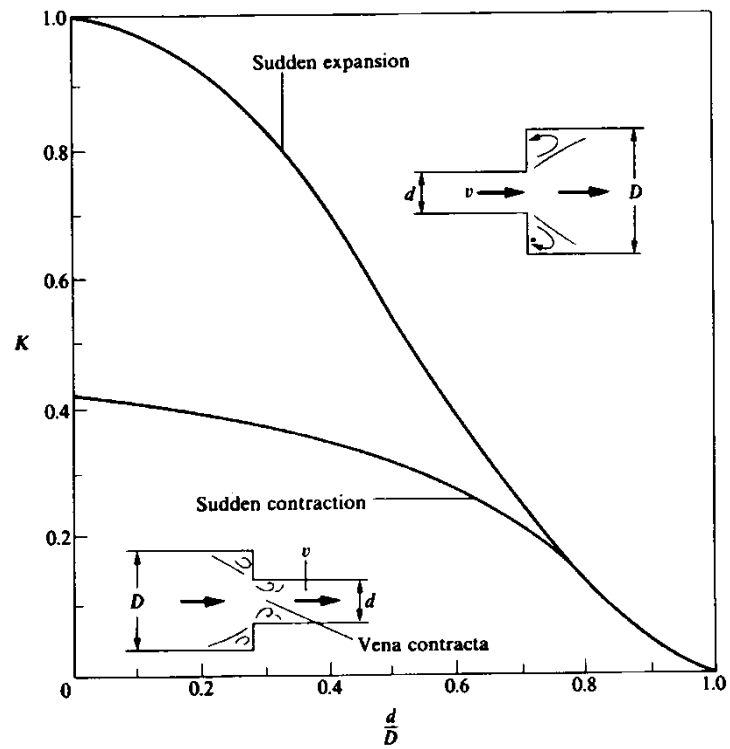 1.0
Sudden expansion
0.8
d
v
D
0.6
K
0.4
Sudden contraction
0.2
v
D
d
Vena contracta
0
0.2
0.4
0.6
0.8
1.0
d
D